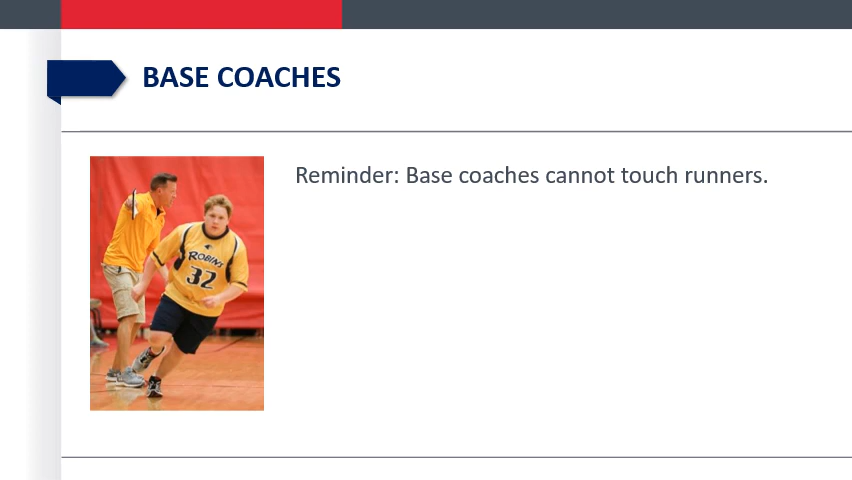 BASE COACHES
Reminder: Base coaches cannot touch runners.
ROBINS
32